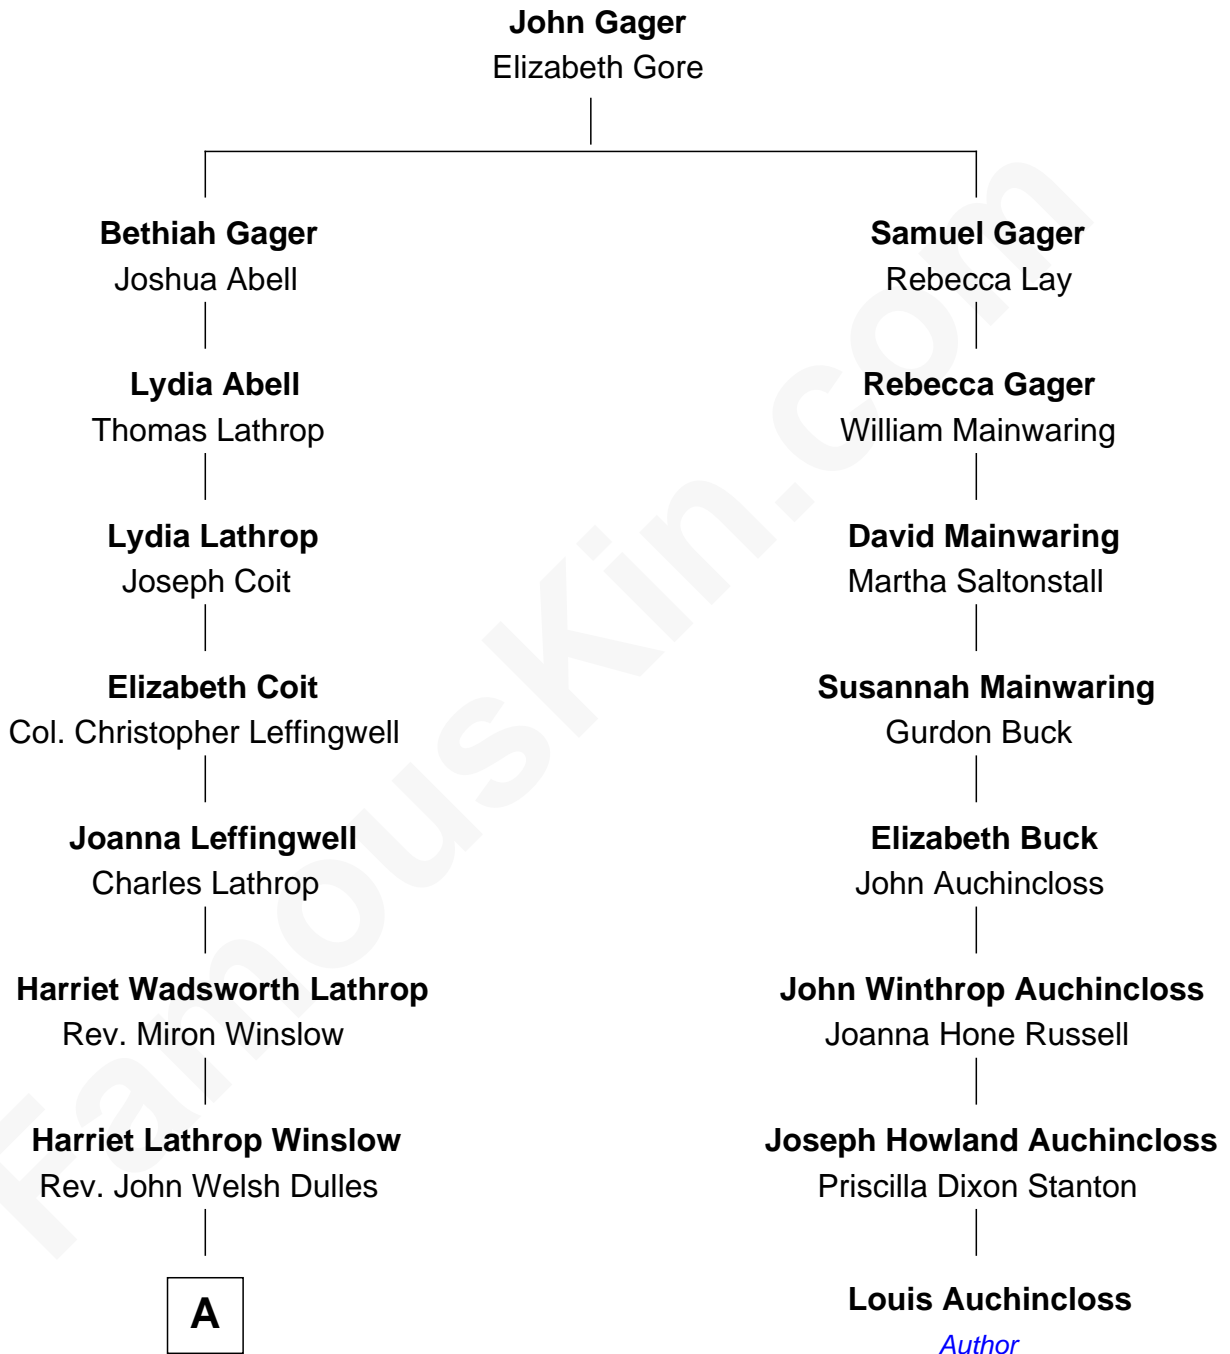 John Gager
Elizabeth Gore
Bethiah Gager
Joshua Abell
Samuel Gager
Rebecca Lay
Lydia Abell
Thomas Lathrop
Rebecca Gager
William Mainwaring
Lydia Lathrop
Joseph Coit
David Mainwaring
Martha Saltonstall
Elizabeth Coit
Col. Christopher Leffingwell
Susannah Mainwaring
Gurdon Buck
Joanna Leffingwell
Charles Lathrop
Elizabeth Buck
John Auchincloss
Harriet Wadsworth Lathrop
Rev. Miron Winslow
John Winthrop Auchincloss
Joanna Hone Russell
Harriet Lathrop Winslow
Rev. John Welsh Dulles
Joseph Howland Auchincloss
Priscilla Dixon Stanton
A
Louis Auchincloss
Author
FamousKin.com